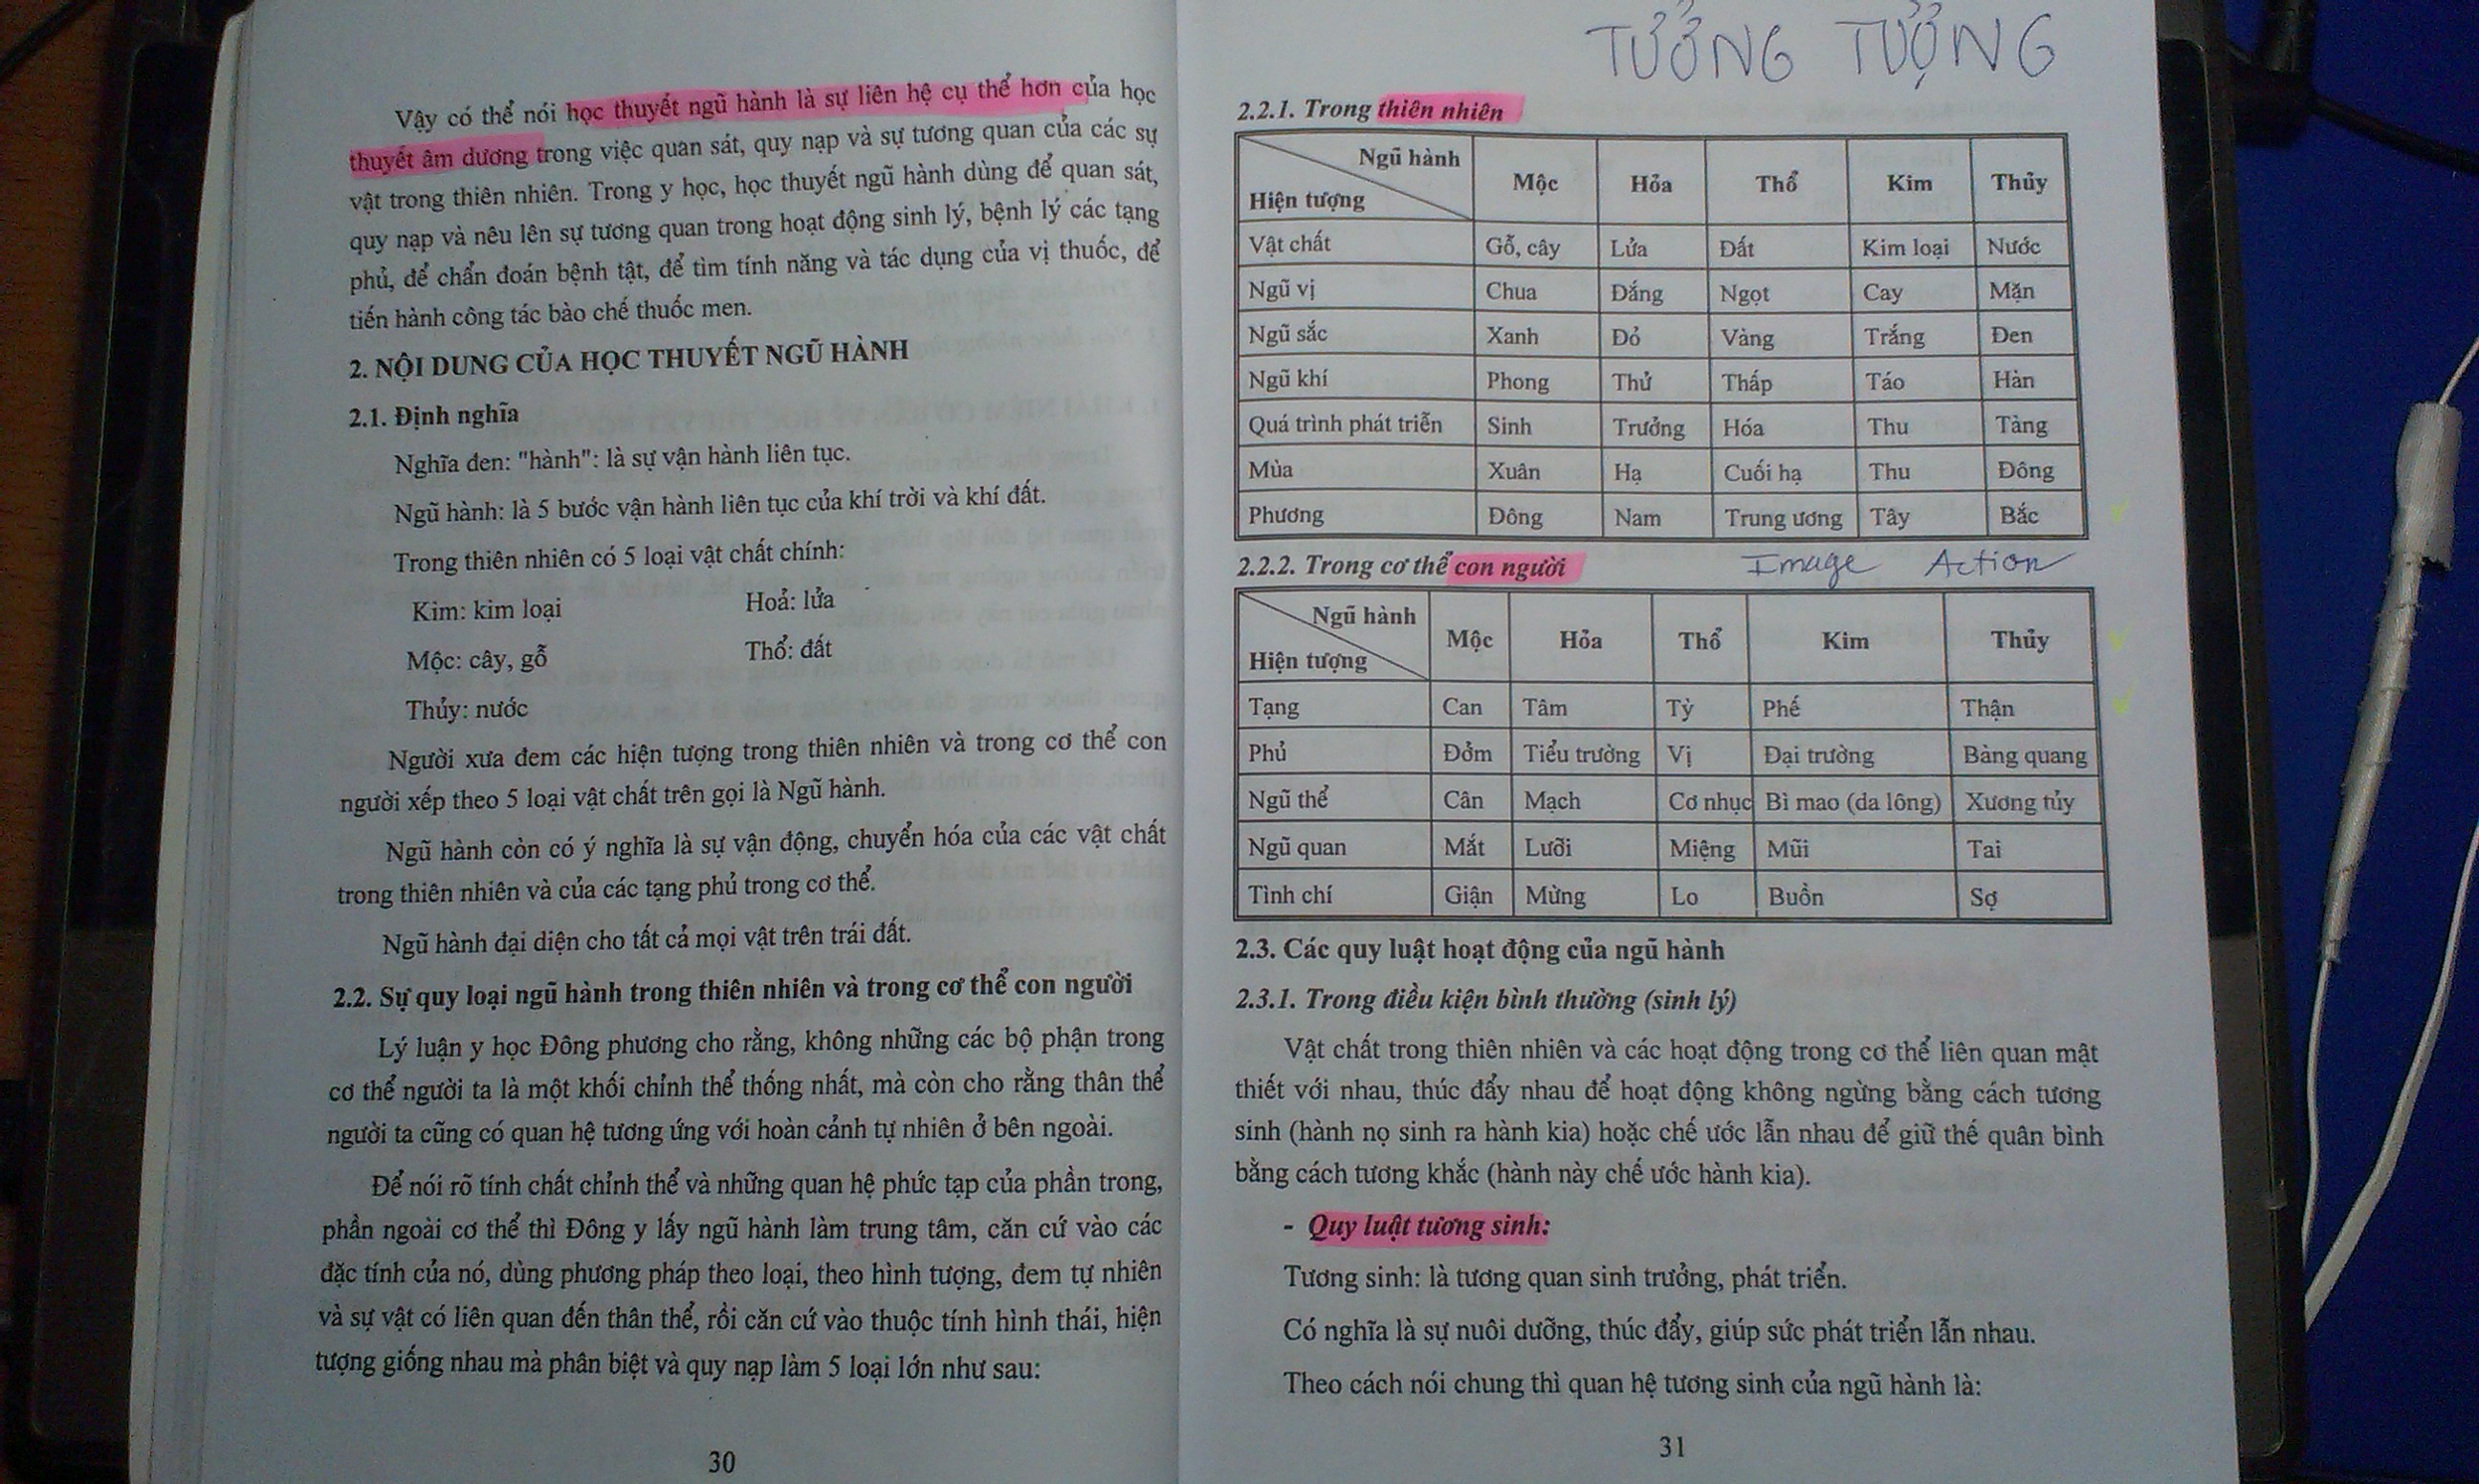 Vậy có thể nói học thuyết ngũ hành là sự liên hệ cụ thể hơn của học
thuyết âm dương trong việc quan sát, quy nạp và sự tương quan của các sự
vật trong thiên nhiên. Trong y học, học thuyết ngũ hành dùng để quan sát,
quy nạp và nêu lên sự tương quan trong hoạt động sinh lý, bệnh lý các tạng
phủ, để chẩn đoán bệnh tật, để tìm tính năng và tác dụng của vị thuốc, để
tiến hành công tác bào chế thuốc men.
2. NỘI DUNG CỦA HỌC THUYẾT NGŨ HÀNH
2.1. Định nghĩa
Nghĩa đen: "hành": là sự vận hành liên tục.
Ngũ hành: là 5 bước vận hành liên tục của khí trời và khí đất.
Trong thiên nhiên có 5 loại vật chất chính:
Kim: kim loại Hoả: lửa
Mộc: cây, gỗ Thổ: đất
Thủy: nước
Người xưa đem các hiện tượng trong thiên nhiên và trong cơ thể con
người xếp theo 5 loại vật chất trên gọi là Ngũ hành.
Ngũ hành còn có ý nghĩa là sự vận động, chuyển hóa của các vật chất
trong thiên nhiên và của các tạng phủ trong cơ thể.
Ngũ hành đại diện cho tất cả mọi vật trên trái đất.
2.2. Sự quy loại ngũ hành trong thiên nhiên và trong cơ thể con người
Lý luận y học Đông phương cho rằng, không những các bộ phận trong
cơ thể người ta là một khối chỉnh thể thống nhất, mà còn cho rằng thân thể
người ta cũng có quan hệ tương ứng với hoàn cảnh tự nhiên ở bên ngoài.
Để nói rõ tính chất chỉnh thể và những quan hệ phức tạp của phần trong,
phần ngoài cơ thể thì Đông y lấy ngũ hành làm trung tâm, căn cứ vào các
đặc tính của nó, dùng phương pháp theo loại, theo hình tượng, đem tự nhiên
và sự vật có liên quan đến thân thể, rồi căn cứ vào thuộc tính hình thái, hiện
tượng giống nhau mà phân biệt và quy nạp làm 5 loại lớn như sau:
30
TƯỞNG TƯỢNG
2.2.1. Trong thiên nhiên
Ngũ hành
Hiện tượng Mộc Hỏa Thổ Kim Thủy
Vật chất Gỗ, cây Lửa Đất Kim loại Nước
Ngũ vị Chua Đắng Ngọt Cay Mặn
Ngũ sắc Xanh Đỏ Vàng Trắng Đen
Ngũ khí Phong Thử Thấp Táo Hàn
Quá trình phát triển Sinh Trưởng Hóa Thu Tàng
Mùa Xuân Hạ Cuối hạ Thu Đông
Phương Đông Nam Trung ương Tây Bắc
2.2.2. Trong cơ thể con người Image Action
Ngũ hành
Hiện tượng Mộc Hỏa Thổ Kim Thủy
Tạng Can Tâm Tỳ Phế Thận
Phủ Đởm Tiểu trường Vị Đại trường Bàng quang
Ngũ thể Cân Mạch Cơ nhục Bì mao (da lông) Xương tủy
Ngũ quan Mắt Lưỡi Miệng Mũi Tai
Tình chí Giận Mừng Lo Buồn Sợ
2.3. Các quy luật hoạt động của ngũ hành
2.3.1. Trong điều kiện bình thường (sinh lý)
Vật chất trong thiên nhiên và các hoạt động trong cơ thể liên quan mật
thiết với nhau, thúc đẩy nhau để hoạt động không ngừng bằng cách tương
sinh (hành nọ sinh ra hành kia) hoặc chế ước lẫn nhau để giữ thế quân bình
bằng cách tương khắc (hành này chế ước hành kia).
- Quy luật tương sinh:
Tương sinh: là tương quan sinh trưởng, phát triển.
Có nghĩa là sự nuôi dưỡng, thúc đẩy, giúp sức phát triển lẫn nhau.
Theo cách nói chung thì quan hệ tương sinh của ngũ hành là:
31